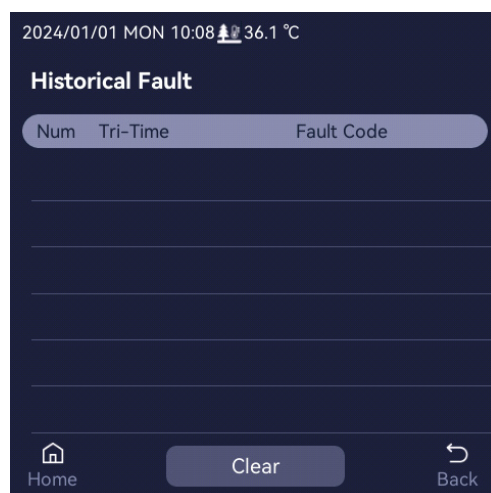 2024/01/01 MON 10:08 36.1 ℃
Historical Fault
Num Tri-Time Fault Code
Clear
Home Back